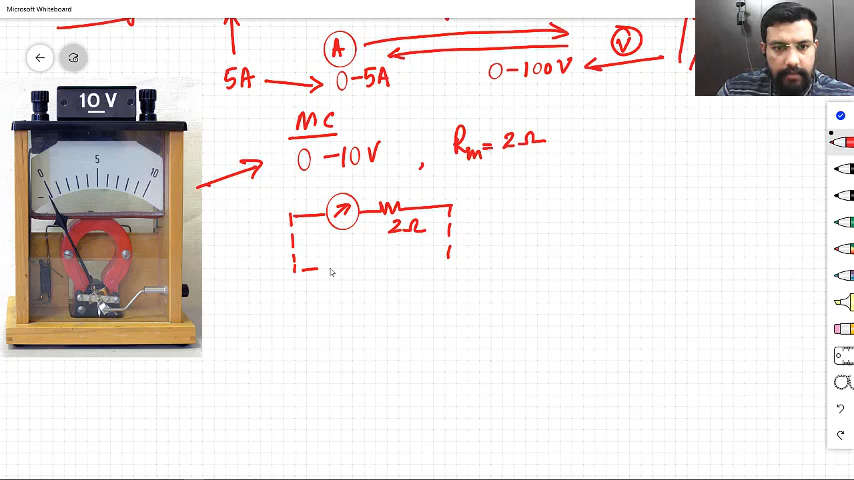 Microsoft Whiteboard
A
V
5A
0-5A
0-100V
10 V
MC
0-10V , Rm = 2Ω
0 5 10
2Ω